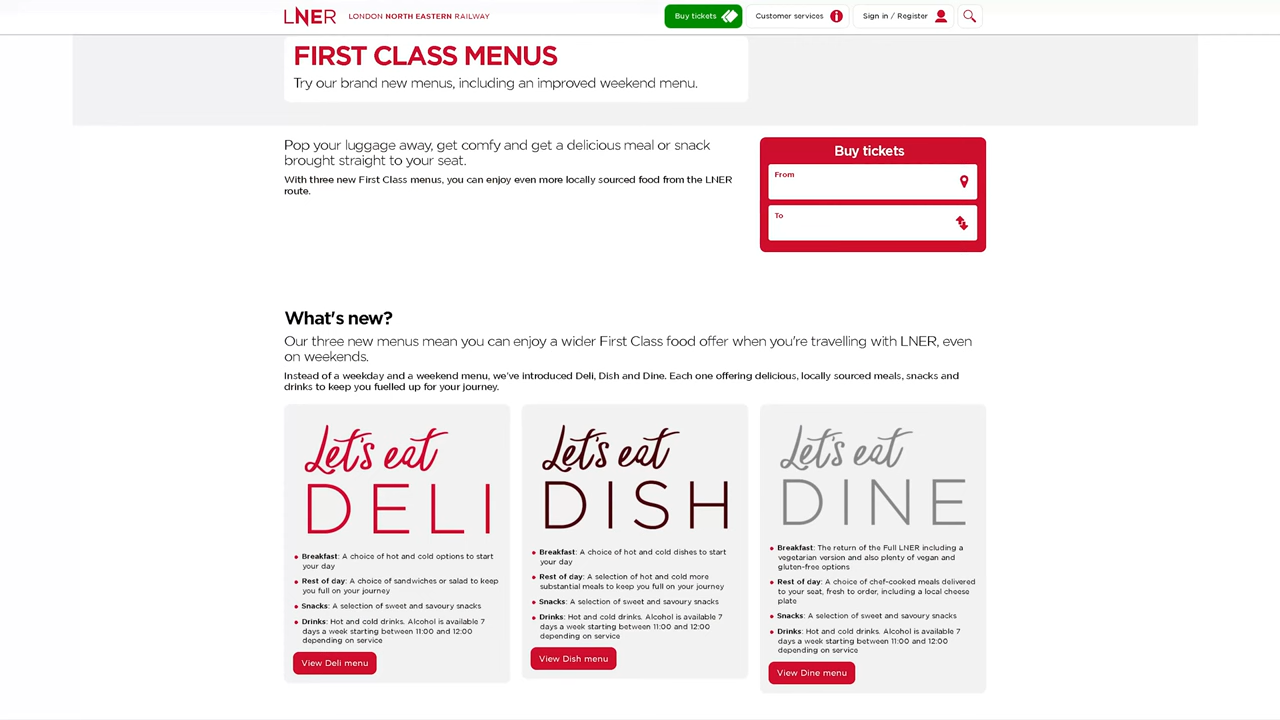 LNER LONDON NORTH EASTERN RAILWAY
Buy tickets
Customer services
Sign in / Register
FIRST CLASS MENUS
Try our brand new menus, including an improved weekend menu.
Pop your luggage away, get comfy and get a delicious meal or snack
brought straight to your seat.
With three new First Class menus, you can enjoy even more locally sourced food from the LNER
route.
Buy tickets
From
To
What's new?
Our three new menus mean you can enjoy a wider First Class food offer when you're travelling with LNER, even
on weekends.
Instead of a weekday and a weekend menu, we've introduced Deli, Dish and Dine. Each one offering delicious, locally sourced meals, snacks and
drinks to keep you fuelled up for your journey.
Let's eat
DELI
• Breakfast: A choice of hot and cold options to start
your day
• Rest of day: A choice of sandwiches or salad to keep
you full on your journey
• Snacks: A selection of sweet and savoury snacks
• Drinks: Hot and cold drinks. Alcohol is available 7
days a week starting between 11:00 and 12:00
depending on service
View Deli menu
Let's eat
DISH
• Breakfast: A choice of hot and cold dishes to start
your day
• Rest of day: A selection of hot and cold more
substantial meals to keep you full on your journey
• Snacks: A selection of sweet and savoury snacks
• Drinks: Hot and cold drinks. Alcohol is available 7
days a week starting between 11:00 and 12:00
depending on service
View Dish menu
Let's eat
DINE
• Breakfast: The return of the Full LNER including a
vegetarian version and also plenty of vegan and
gluten-free options
• Rest of day: A choice of chef-cooked meals delivered
to your seat, fresh to order, including a local cheese
plate
• Snacks: A selection of sweet and savoury snacks
• Drinks: Hot and cold drinks. Alcohol is available 7
days a week starting between 11:00 and 12:00
depending on service
View Dine menu